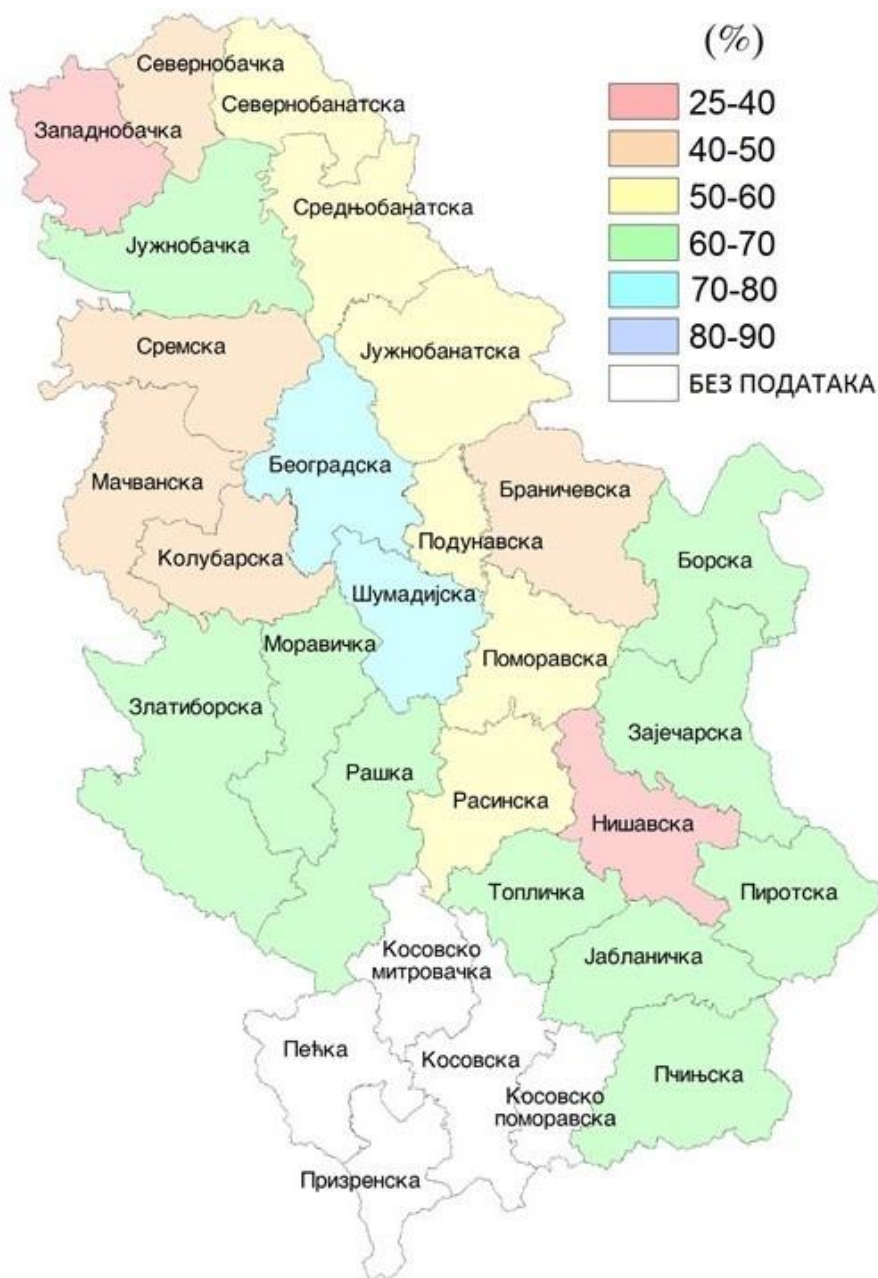 (%)
25-40
40-50
50-60
60-70
70-80
80-90
БЕЗ ПОДАТАКА
Севернобачка
Севернобанатска
Западнобачка
Средњобанатска
Јужнобачка
Сремска
Јужнобанатска
Београдска
Мачванска
Браничевска
Подунавска
Колубарска
Борска
Шумадијска
Моравичка
Поморавска
Златиборска
Зајечарска
Рашка
Расинска
Нишавска
Топличка
Пиротска
Косовско
митровачка
Јабланичка
Пећка
Косовска
Пчињска
Косовско
поморавска
Призренска